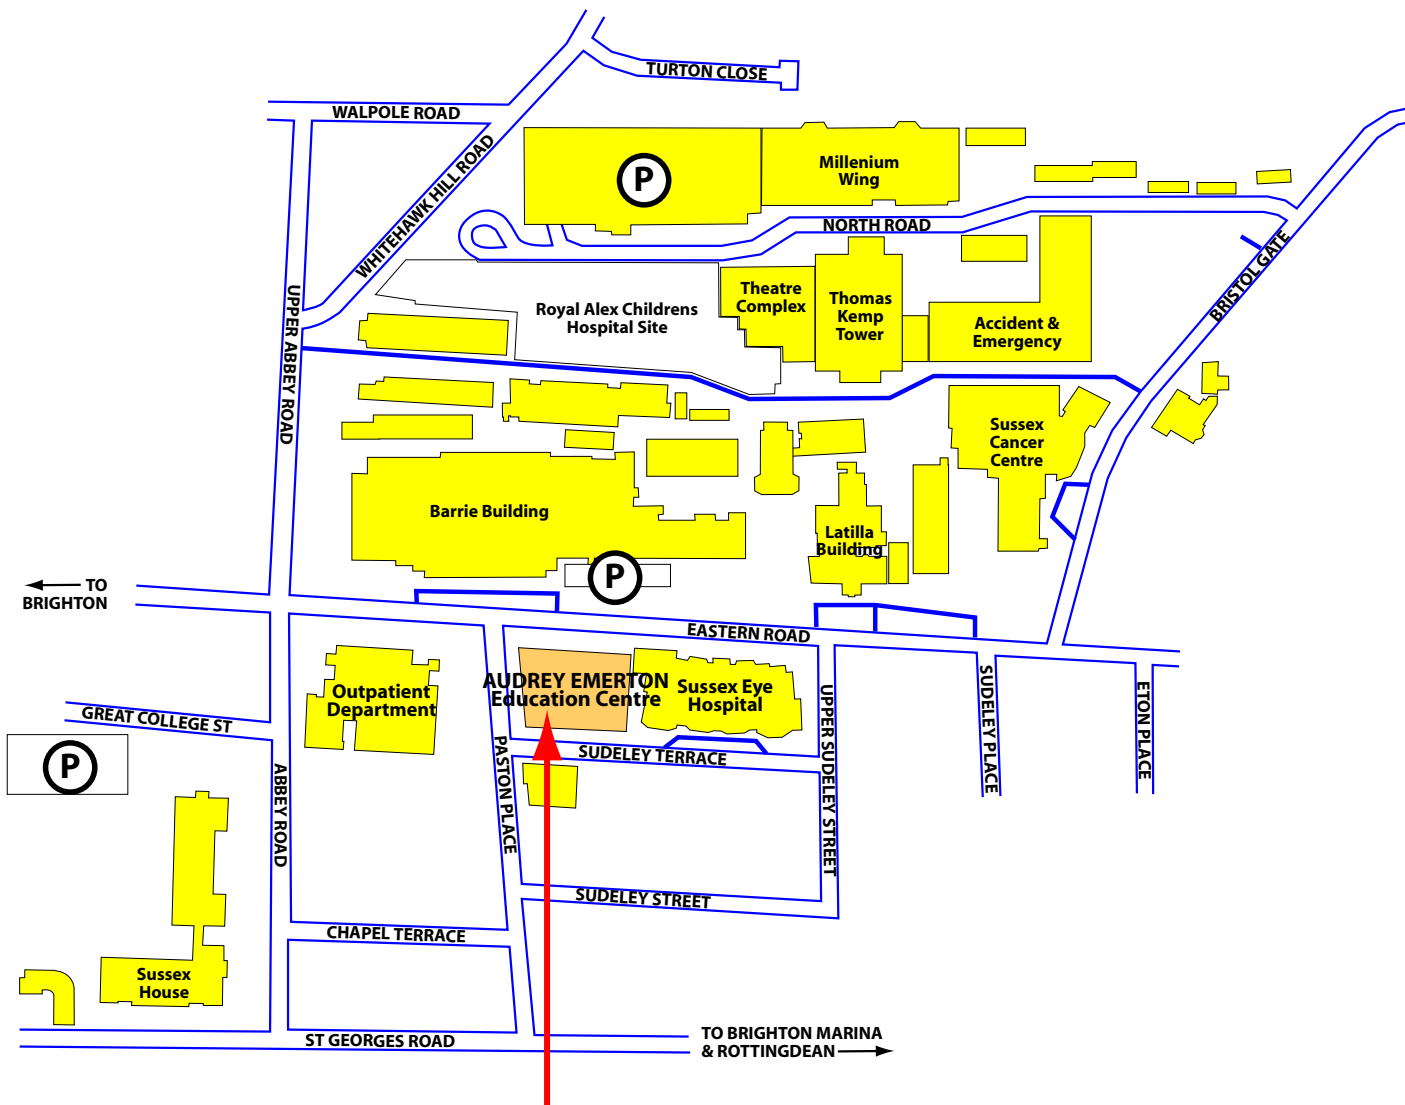 TURTON CLOSE
WALPOLE ROAD
WHITEHAWK HILL ROAD
P
Millenium
Wing
NORTH ROAD
BRISTOL GATE
UPPER ABBEY ROAD
Royal Alex Childrens
Hospital Site
Theatre
Complex
Thomas
Kemp
Tower
Accident &
Emergency
Sussex
Cancer
Centre
Barrie Building
Latilla
Building
P
TO
BRIGHTON
EASTERN ROAD
Outpatient
Department
AUDREY EMERTON
Education Centre
Sussex Eye
Hospital
UPPER SUDELEY STREET
SUDELEY PLACE
ETON PLACE
GREAT COLLEGE ST
P
ABBEY ROAD
PASTON PLACE
SUDELEY TERRACE
SUDELEY STREET
CHAPEL TERRACE
Sussex
House
ST GEORGES ROAD
TO BRIGHTON MARINA
& ROTTINGDEAN